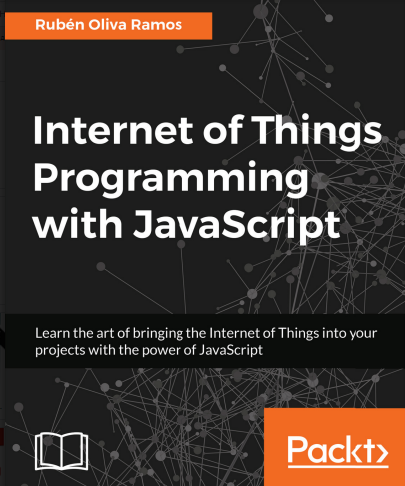 Rubén Oliva Ramos
Internet of Things
Programming
with JavaScript
Learn the art of bringing the Internet of Things into your
projects with the power of JavaScript
Packt>